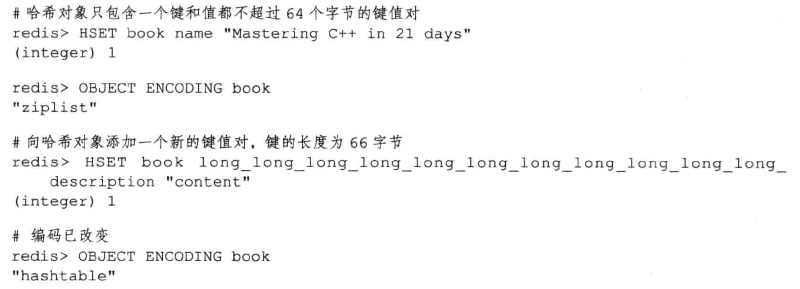 # 哈希对象只包含一个键和值都不超过 64 个字节的键值对
redis> HSET book name "Mastering C++ in 21 days"
(integer) 1
redis> OBJECT ENCODING book
"ziplist"
# 向哈希对象添加一个新的键值对，键的长度为 66 字节
redis> HSET book long_long_long_long_long_long_long_long_long_long_long_
description "content"
(integer) 1
# 编码已改变
redis> OBJECT ENCODING book
"hashtable"